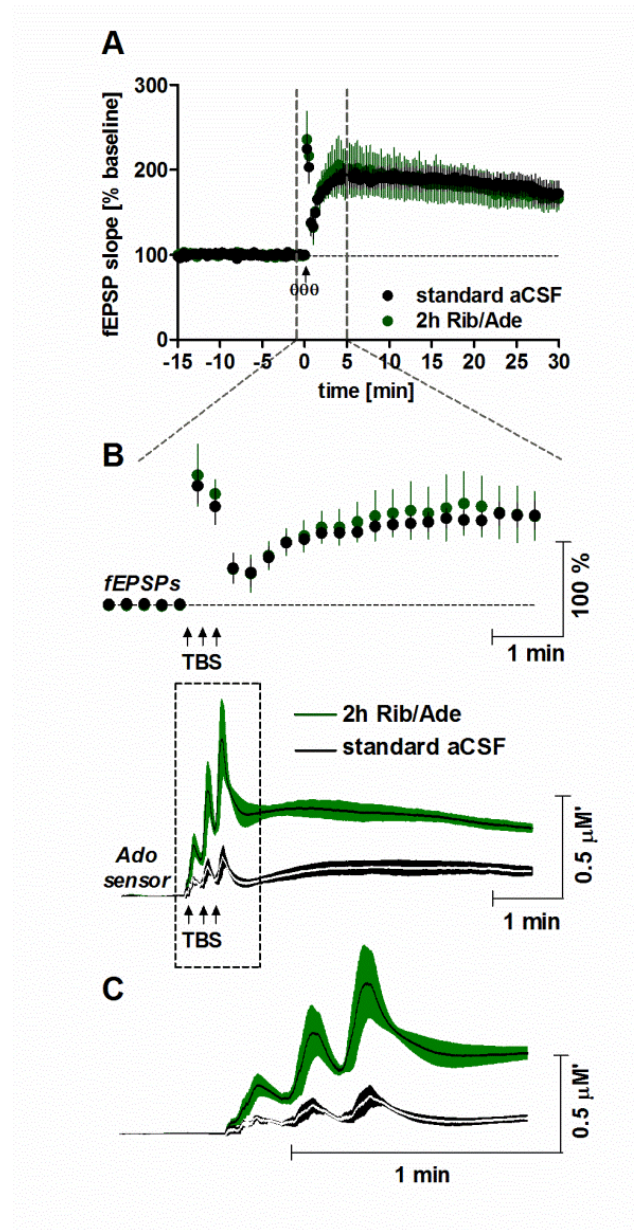 A
fEPSP slope [% baseline]
300
200
100
0
θθθ
standard aCSF
2h Rib/Ade
-15 -10 -5 0 5 10 15 20 25 30
time [min]
B
fEPSPs
100 %
1 min
TBS
2h Rib/Ade
standard aCSF
Ado
sensor
0.5 µM'
1 min
TBS
C
0.5 µM'
1 min